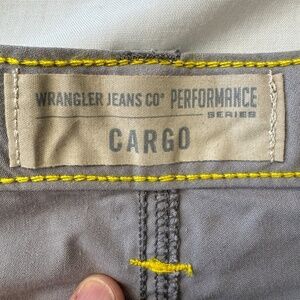 WRANGLER JEANS CO® PERFORMANCE
SERIES
CARGO